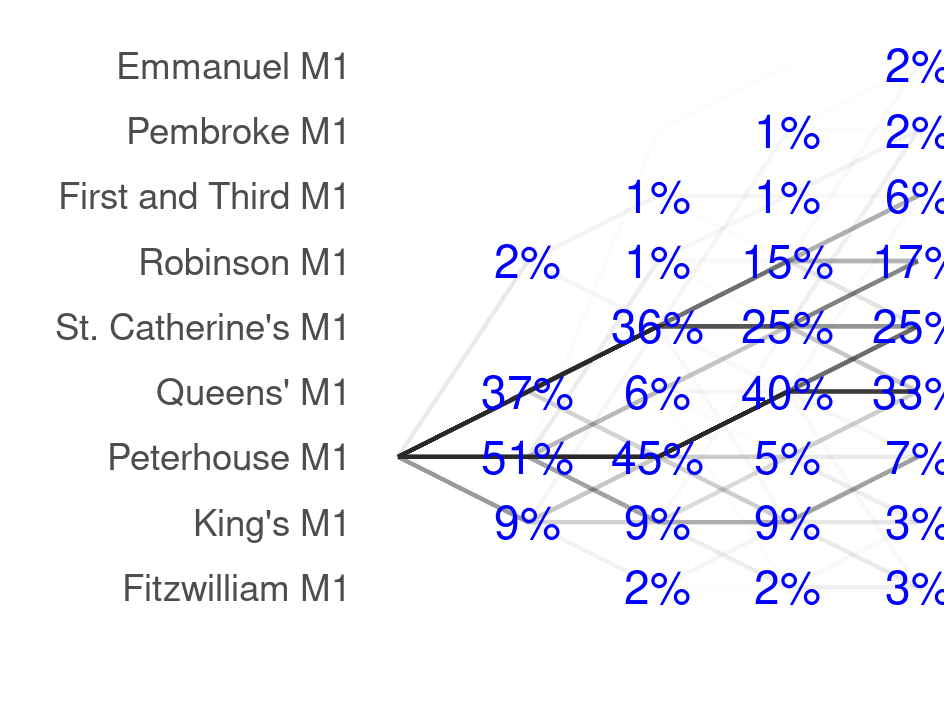 Emmanuel M1 2%
Pembroke M1 1% 2%
First and Third M1 1% 1% 6%
Robinson M1 2% 1% 15% 17%
St. Catherine's M1 36% 25% 25%
Queens' M1 37% 6% 40% 33%
Peterhouse M1 51% 45% 5% 7%
King's M1 9% 9% 9% 3%
Fitzwilliam M1 2% 2% 3%